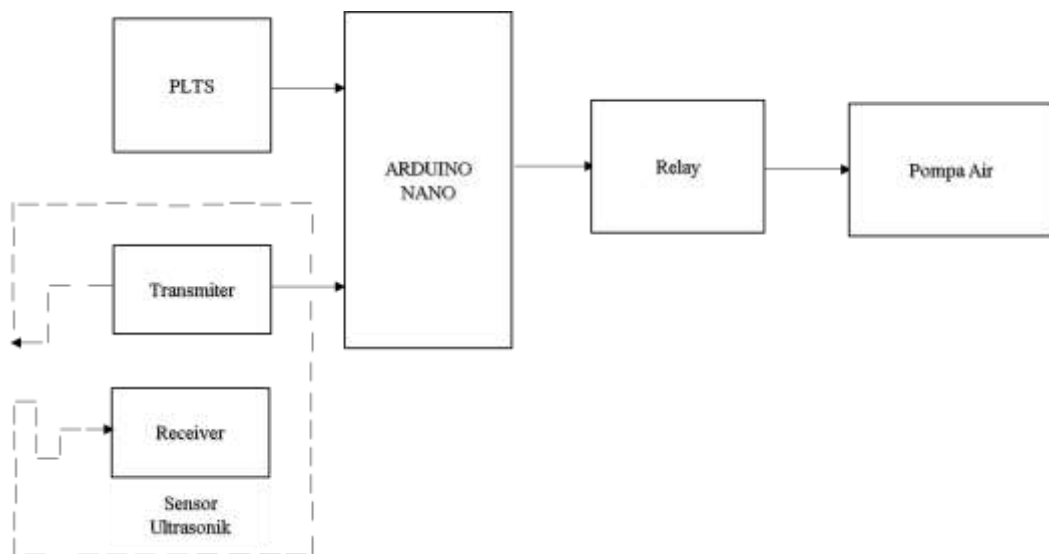 PLTS
ARDUINO
NANO
Relay
Pompa Air
Transmiter
Receiver
Sensor
Ultrasonik